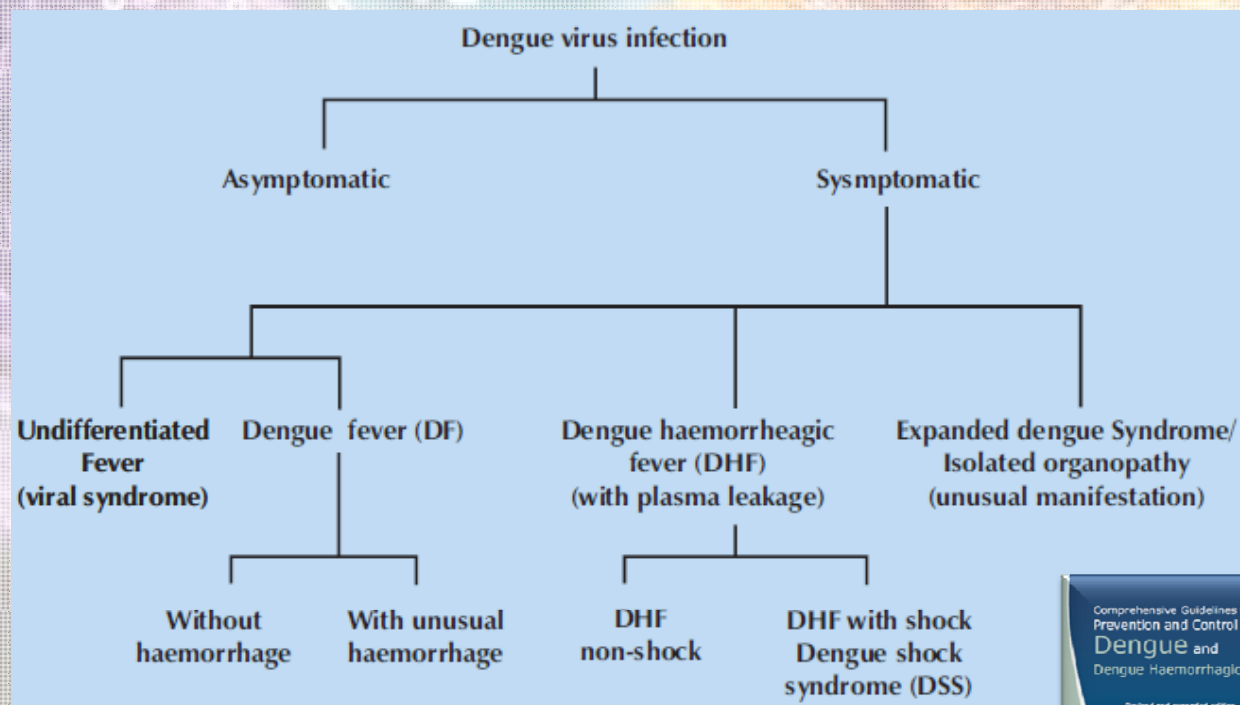 Dengue virus infection
Asymptomatic
Sysmptomatic
Undifferentiated
Fever
(viral syndrome)
Dengue fever (DF)
Dengue haemorrheagic
fever (DHF)
(with plasma leakage)
Expanded dengue Syndrome/
Isolated organopathy
(unusual manifestation)
Without
haemorrhage
With unusual
haemorrhage
DHF
non-shock
DHF with shock
Dengue shock
syndrome (DSS)
Comprehensive Guidelines
Prevention and Control
Dengue and
Dengue Haemorrhagic